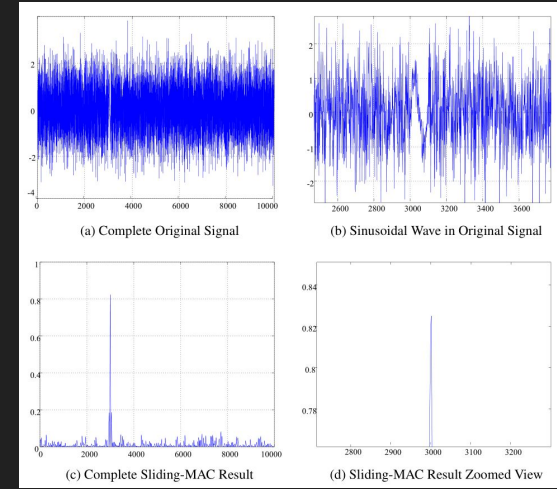 2
0
-2
-4
0 2000 4000 6000 8000 10000
(a) Complete Original Signal
2
1
0
-1
-2
2600 2800 3000 3200 3400 3600
(b) Sinusoidal Wave in Original Signal
1
0.8
0.6
0.4
0.2
0
0 2000 4000 6000 8000 10000
(c) Complete Sliding-MAC Result
0.84
0.82
0.8
0.78
2800 2900 3000 3100 3200
(d) Sliding-MAC Result Zoomed View